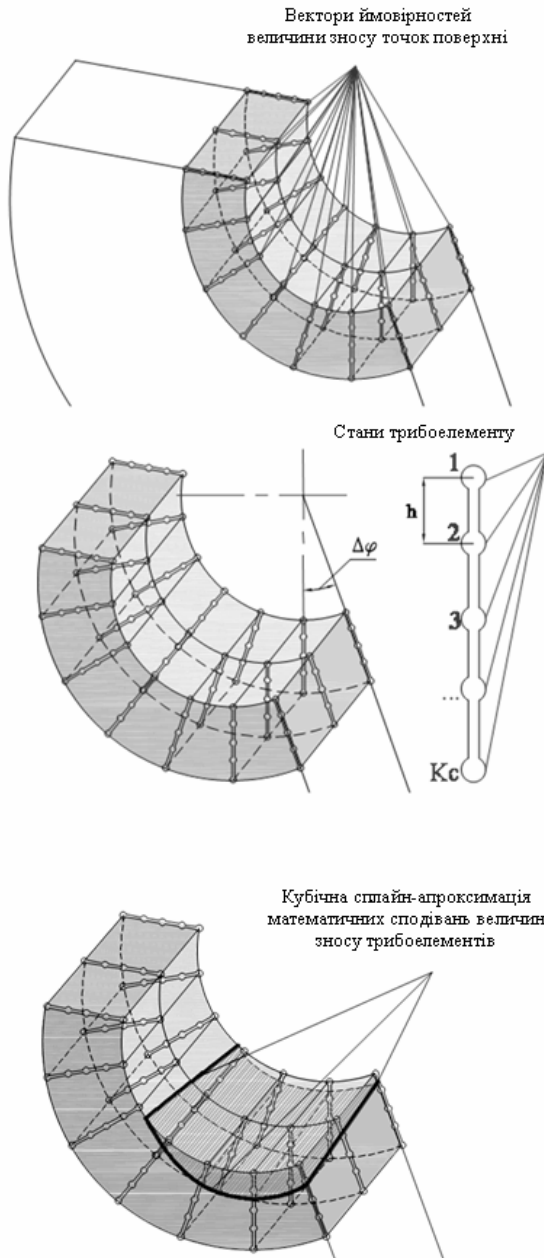 Вектори ймовірностей
величини зносу точок поверхні
Стани трибоелементу
1
h
2
Δφ
3
...
Kc
Кубічна сплайн-апроксимація
математичних сподівань величин
зносу трибоелементів